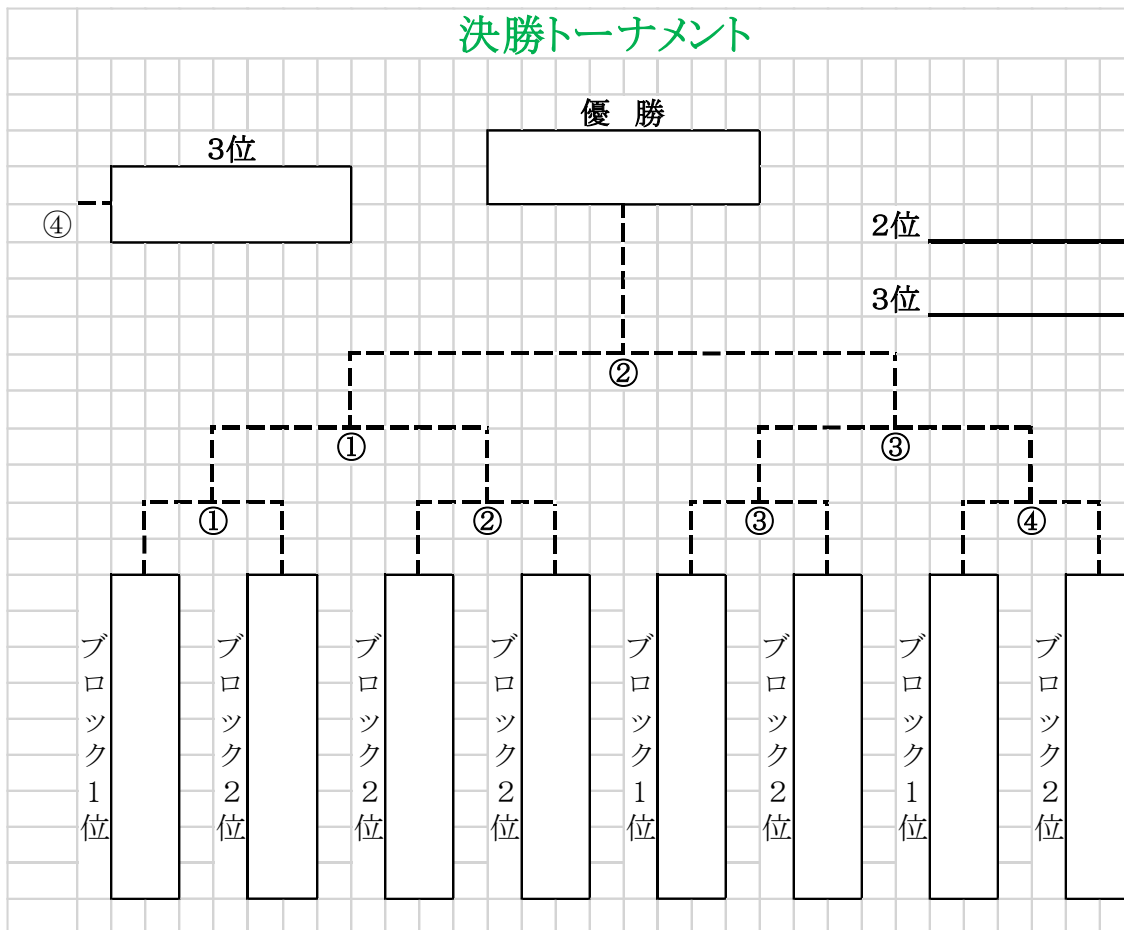 決勝トーナメント
優 勝
3位
④
2位
3位
②
①
③
①
②
③
④
ブロック1位
ブロック2位
ブロック2位
ブロック2位
ブロック1位
ブロック2位
ブロック1位
ブロック2位